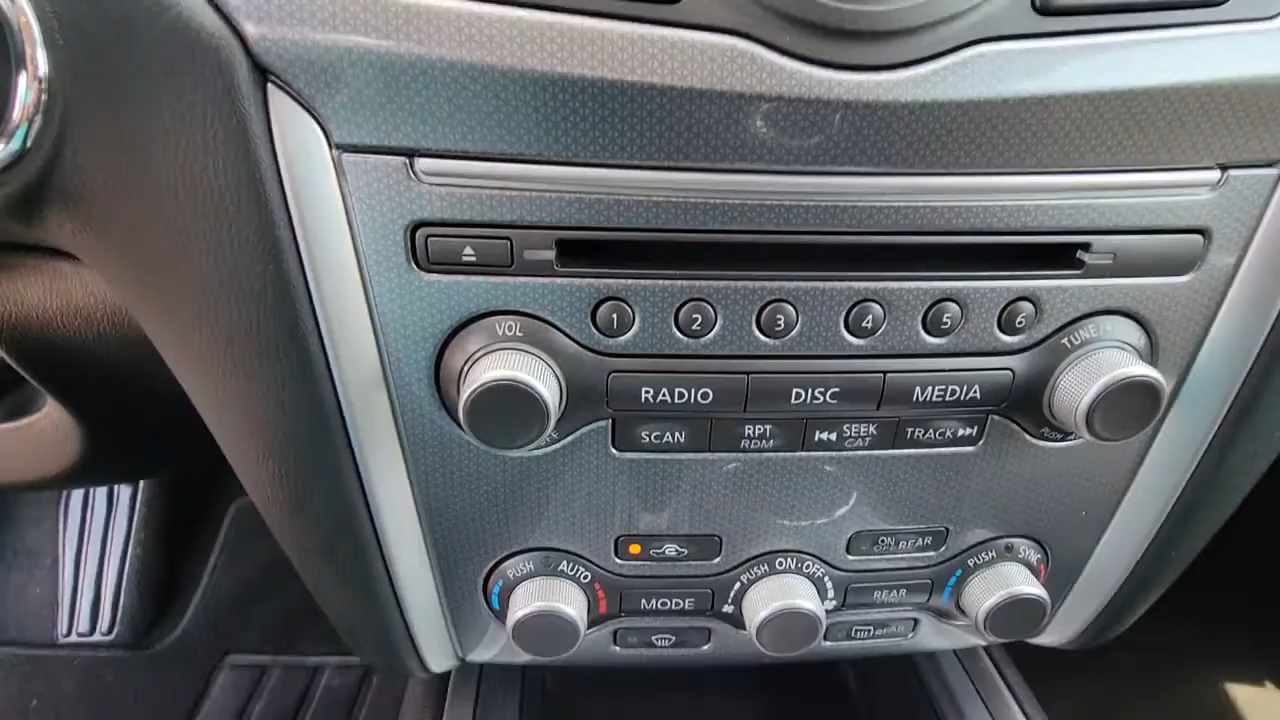 1 2 3 4 5 6
VOL
TUNE/
RADIO DISC MEDIA
SCAN RPT SEEK TRACK
RDM CAT
PUSH
ON
REAR
PUSH AUTO
PUSH ON·OFF
PUSH SYNC
MODE
REAR
REAR